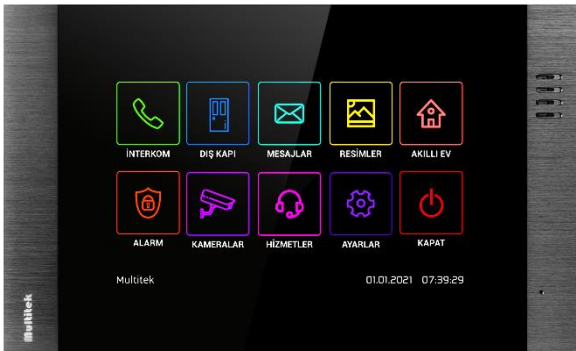 İNTERKOM DIŞ KAPI MESAJLAR RESİMLER AKILLI EV
ALARM KAMERALAR HİZMETLER AYARLAR KAPAT
Multitek 01.01.2021 07:39:29
Multitek